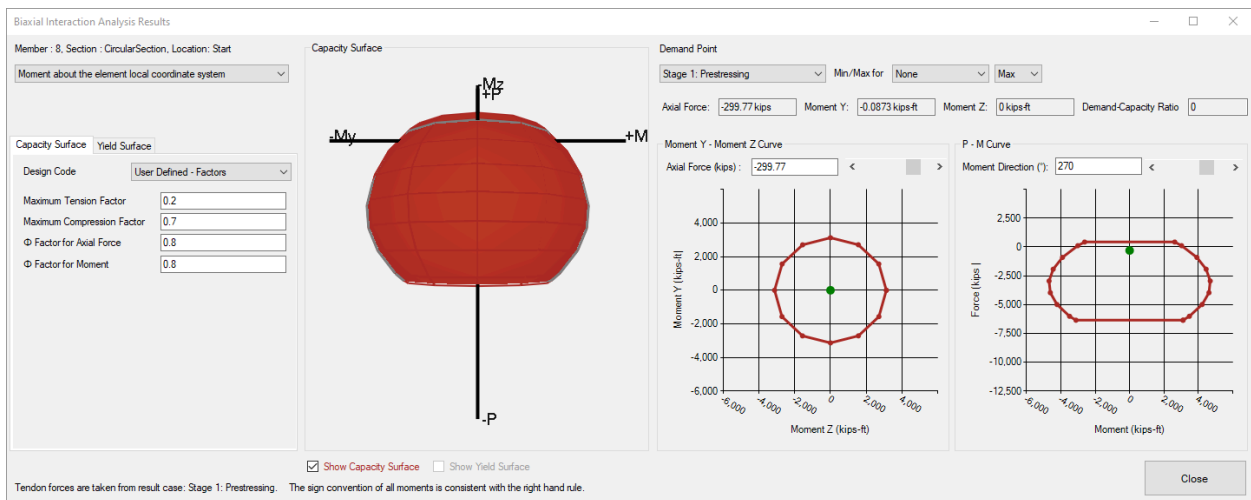 Biaxial Interaction Analysis Results
Member : 8, Section : CircularSection, Location: Start
Moment about the element local coordinate system
Capacity Surface
Yield Surface
Design Code
User Defined - Factors
Maximum Tension Factor
0.2
Maximum Compression Factor
0.7
Φ Factor for Axial Force
0.8
Φ Factor for Moment
0.8
Capacity Surface
-Mz
+P
-My
+M
-P
Show Capacity Surface
Show Yield Surface
Demand Point
Stage 1: Prestressing
Min/Max for
None
Max
Axial Force:
-299.77 kips
Moment Y:
-0.0873 kips-ft
Moment Z:
0 kips-ft
Demand-Capacity Ratio
0
Moment Y - Moment Z Curve
Axial Force (kips) :
-299.77
<
>
Moment Y (kips-ft)
4,000
2,000
0
-2,000
-4,000
-6,000
-6,000
-4,000
-2,000
0
2,000
4,000
Moment Z (kips-ft)
P - M Curve
Moment Direction (°):
270
<
>
Force (kips )
2,500
0
-2,500
-5,000
-7,500
-10,000
-12,500
-6,000
-4,000
-2,000
0
2,000
4,000
Moment (kips-ft)
Tendon forces are taken from result case: Stage 1: Prestressing. The sign convention of all moments is consistent with the right hand rule.
Close